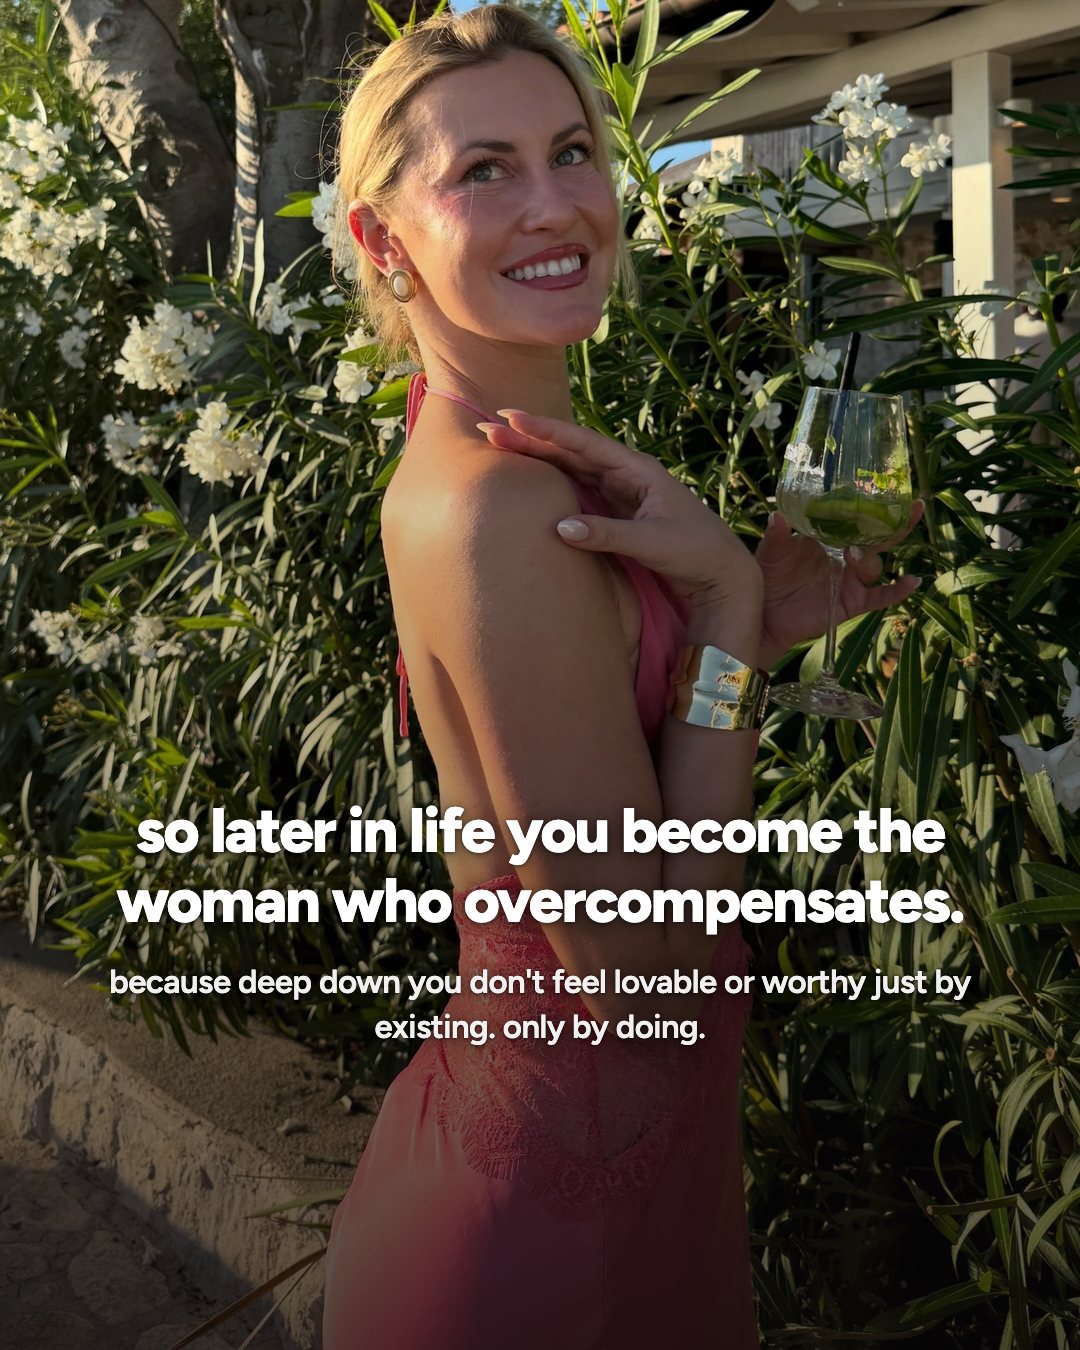 so later in life you become the
woman who overcompensates.
because deep down you don't feel lovable or worthy just by
existing. only by doing.